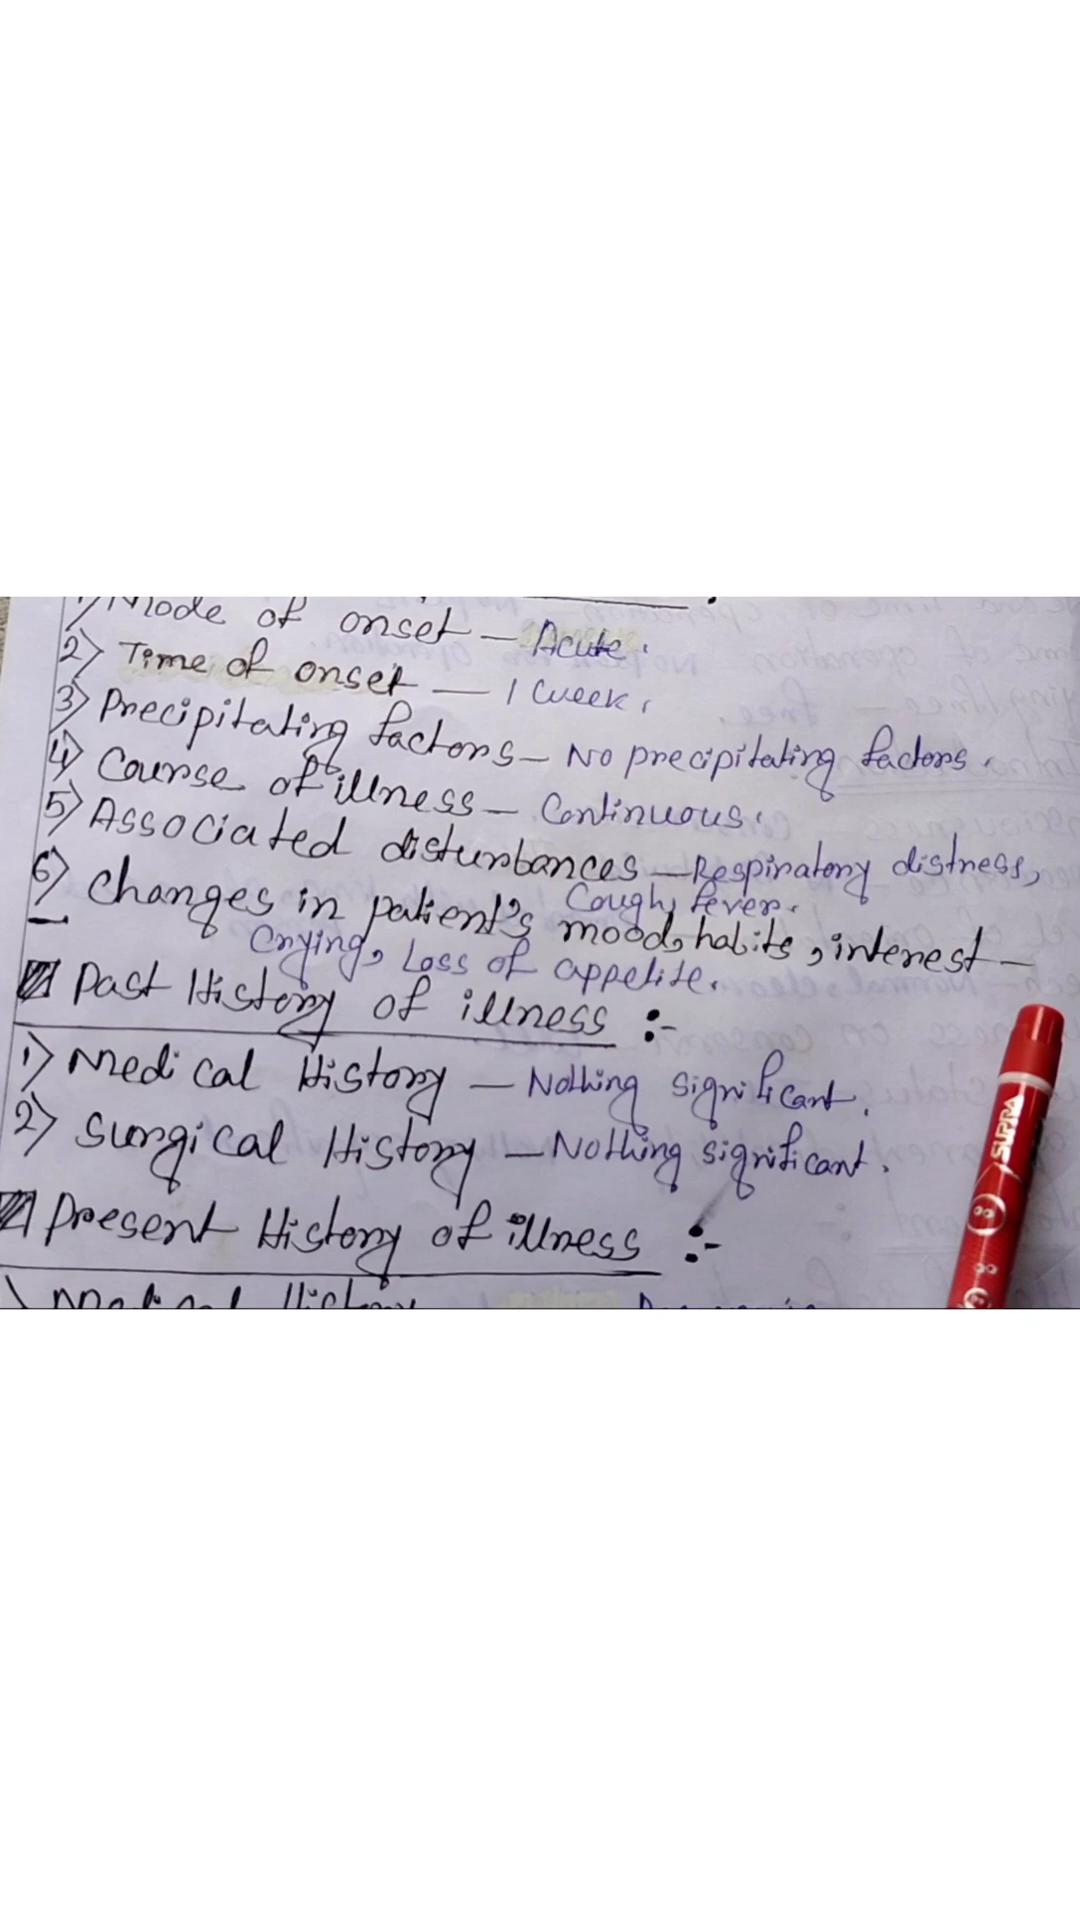 1) Mode of onset - Acute.
2) Time of onset - 1 week.
3) Precipitating factors - No precipitating factors.
4) Course of illness - Continuous.
5) Associated disturbances - Respiratory distress,
Cough, fever.
6) Changes in patient's mood, habits, interest -
Crying, Loss of appetite.
Past History of illness :-
1) Medical History - Nothing significant.
2) Surgical History - Nothing significant.
Present History of illness :-
Medical History
SUPRA